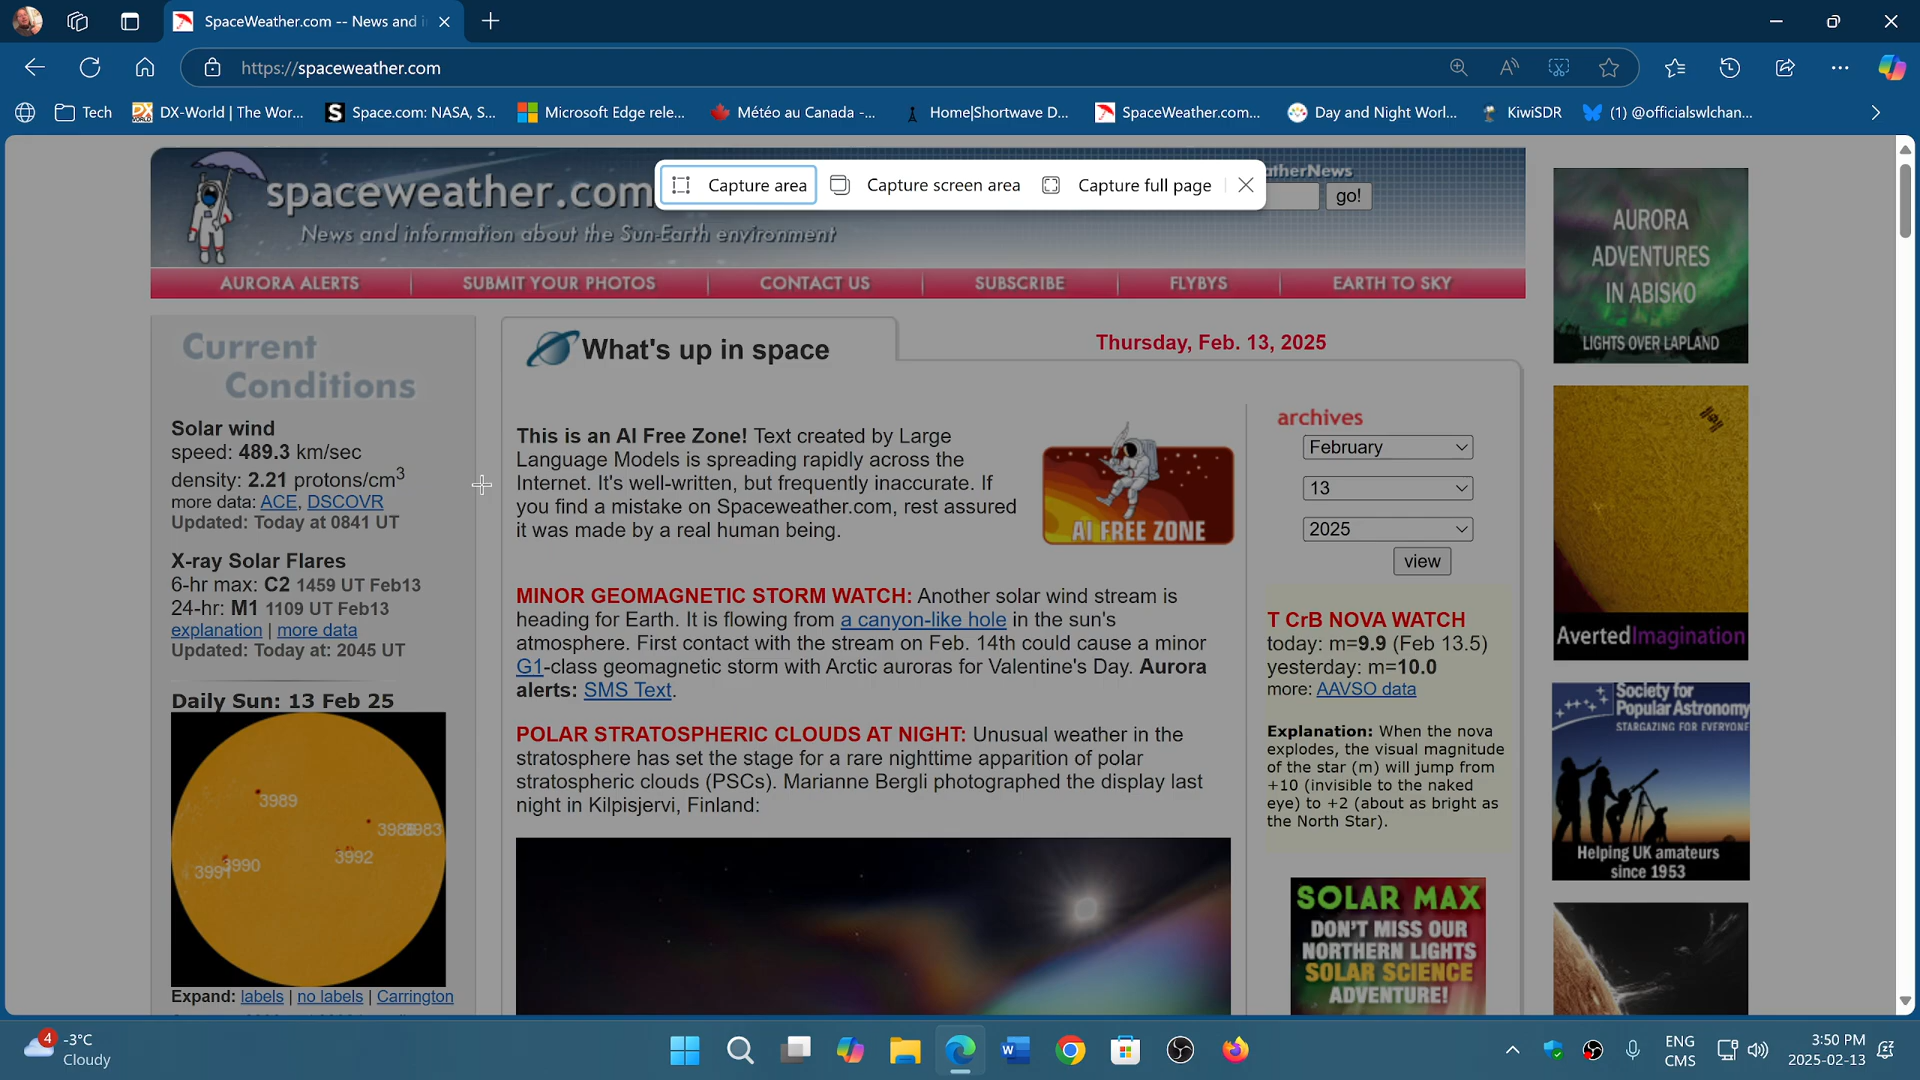 SpaceWeather.com -- News and i
https://spaceweather.com
Tech
DX-World | The Wor...
Space.com: NASA, S...
Microsoft Edge rele...
Météo au Canada -...
Home|Shortwave D...
SpaceWeather.com...
Day and Night Worl...
KiwiSDR
(1) @officialswlchan...
Capture area
Capture screen area
Capture full page
spaceweather.com
News and information about the Sun-Earth environment
go!
AURORA ALERTS
SUBMIT YOUR PHOTOS
CONTACT US
SUBSCRIBE
FLYBYS
EARTH TO SKY
Current
Conditions
Solar wind
speed: 489.3 km/sec
density: 2.21 protons/cm3
more data: ACE, DSCOVR
Updated: Today at 0841 UT
X-ray Solar Flares
6-hr max: C2 1459 UT Feb13
24-hr: M1 1109 UT Feb13
explanation | more data
Updated: Today at: 2045 UT
Daily Sun: 13 Feb 25
3989
3983
3992
3990
Expand: labels | no labels | Carrington
What's up in space
Thursday, Feb. 13, 2025
This is an AI Free Zone! Text created by Large
Language Models is spreading rapidly across the
Internet. It's well-written, but frequently inaccurate. If
you find a mistake on Spaceweather.com, rest assured
it was made by a real human being.
AI FREE ZONE
MINOR GEOMAGNETIC STORM WATCH: Another solar wind stream is
heading for Earth. It is flowing from a canyon-like hole in the sun's
atmosphere. First contact with the stream on Feb. 14th could cause a minor
G1-class geomagnetic storm with Arctic auroras for Valentine's Day. Aurora
alerts: SMS Text.
POLAR STRATOSPHERIC CLOUDS AT NIGHT: Unusual weather in the
stratosphere has set the stage for a rare nighttime apparition of polar
stratospheric clouds (PSCs). Marianne Bergli photographed the display last
night in Kilpisjervi, Finland:
archives
February
13
2025
view
T CrB NOVA WATCH
today: m=9.9 (Feb 13.5)
yesterday: m=10.0
more: AAVSO data
Explanation: When the nova
explodes, the visual magnitude
of the star (m) will jump from
+10 (invisible to the naked
eye) to +2 (about as bright as
the North Star).
SOLAR MAX
DON'T MISS OUR
NORTHERN LIGHTS
SOLAR SCIENCE
ADVENTURE!
AURORA
ADVENTURES
IN ABISKO
LIGHTS OVER LAPLAND
AvertedImagination
Society for
Popular Astronomy
STARGAZING FOR EVERYONE
Helping UK amateurs
since 1953
4
-3°C
Cloudy
ENG
CMS
3:50 PM
2025-02-13